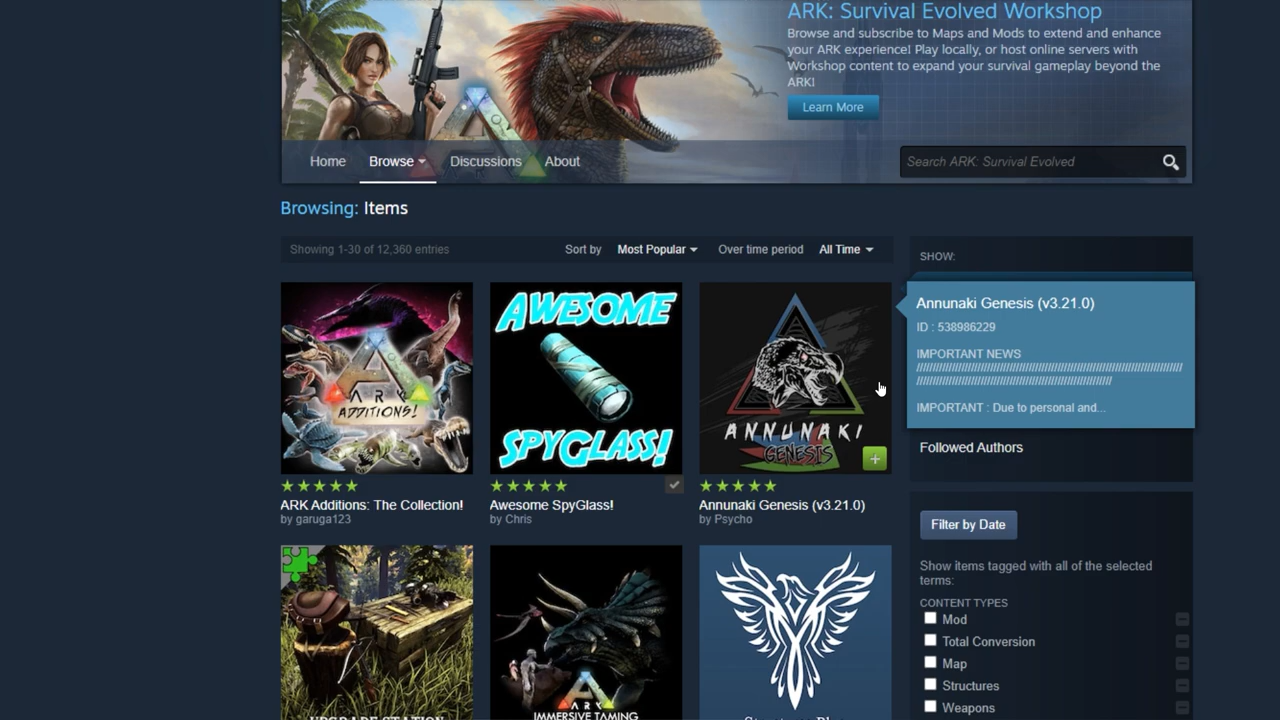 ARK: Survival Evolved Workshop
Browse and subscribe to Maps and Mods to extend and enhance
your ARK experience! Play locally, or host online servers with
Workshop content to expand your survival gameplay beyond the
ARK!
Learn More
Home Browse Discussions About
Search ARK: Survival Evolved
Browsing: Items
Showing 1-30 of 12,360 entries
Sort by Most Popular Over time period All Time
SHOW:
Annunaki Genesis (v3.21.0)
ID : 538986229
IMPORTANT NEWS
IMPORTANT : Due to personal and...
Followed Authors
ARK
ADDITIONS!
AWESOME
SPYGLASS!
ANNUNAKI
GENESIS
ARK Additions: The Collection!
by garuga123
Awesome SpyGlass!
by Chris
Annunaki Genesis (v3.21.0)
by Psycho
UPGRADE STATION
ARK
IMMERSIVE TAMING
Filter by Date
Show items tagged with all of the selected
terms:
CONTENT TYPES
Mod
Total Conversion
Map
Structures
Weapons